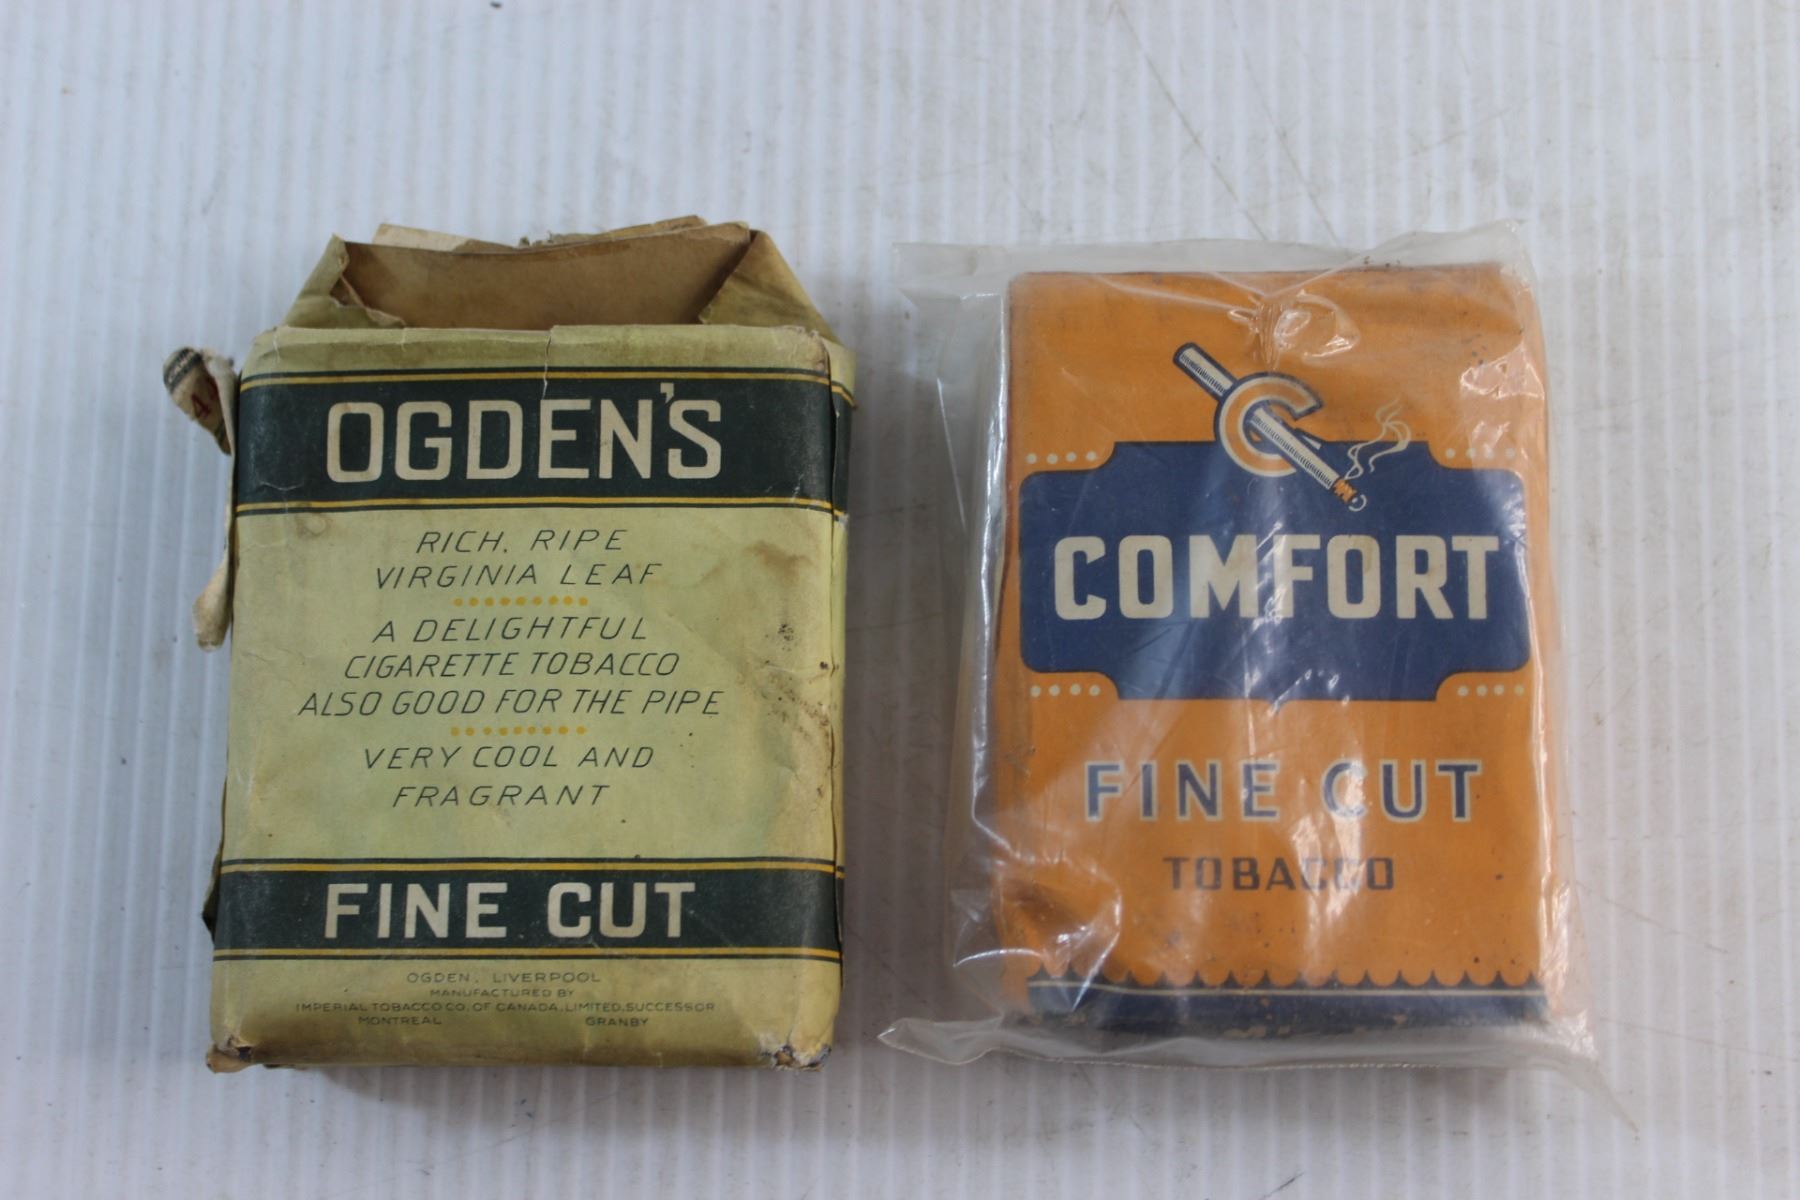 OGDEN'S
RICH, RIPE
VIRGINIA LEAF
A DELIGHTFUL
CIGARETTE TOBACCO
ALSO GOOD FOR THE PIPE
VERY COOL AND
FRAGRANT
FINE CUT
OGDEN, LIVERPOOL
MANUFACTURED BY
IMPERIAL TOBACCO CO. OF CANADA, LIMITED, SUCCESSOR
MONTREAL GRANBY
4
C
COMFORT
FINE CUT
TOBACCO